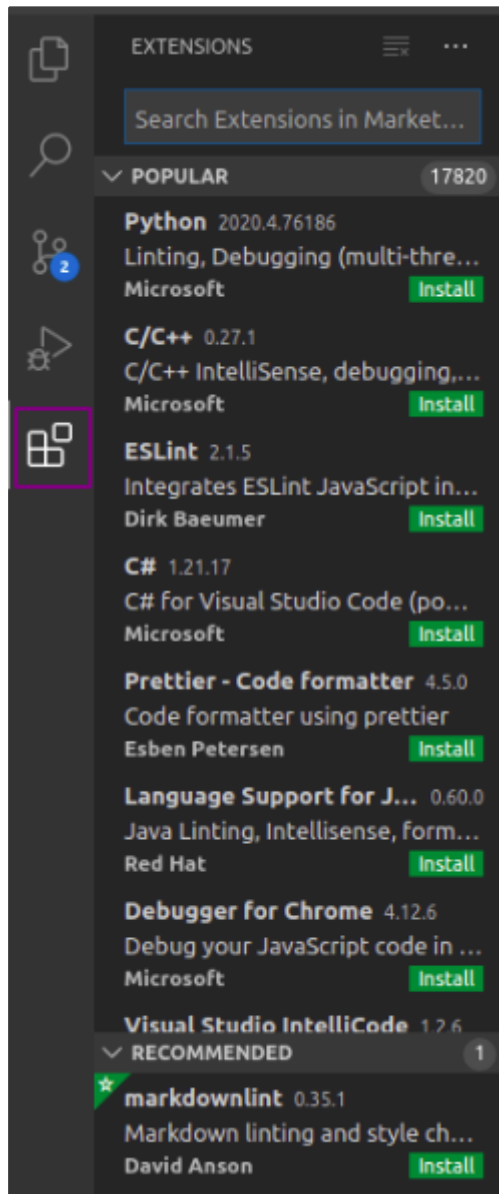 EXTENSIONS
Search Extensions in Market...
POPULAR 17820
Python 2020.4.76186
Linting, Debugging (multi-thre...
Microsoft Install
2
C/C++ 0.27.1
C/C++ IntelliSense, debugging,...
Microsoft Install
ESLint 2.1.5
Integrates ESLint JavaScript in...
Dirk Baeumer Install
C# 1.21.17
C# for Visual Studio Code (po...
Microsoft Install
Prettier - Code formatter 4.5.0
Code formatter using prettier
Esben Petersen Install
Language Support for J... 0.60.0
Java Linting, Intellisense, form...
Red Hat Install
Debugger for Chrome 4.12.6
Debug your JavaScript code in ...
Microsoft Install
Visual Studio IntelliCode 1.2.6
RECOMMENDED 1
markdownlint 0.35.1
Markdown linting and style ch...
David Anson Install